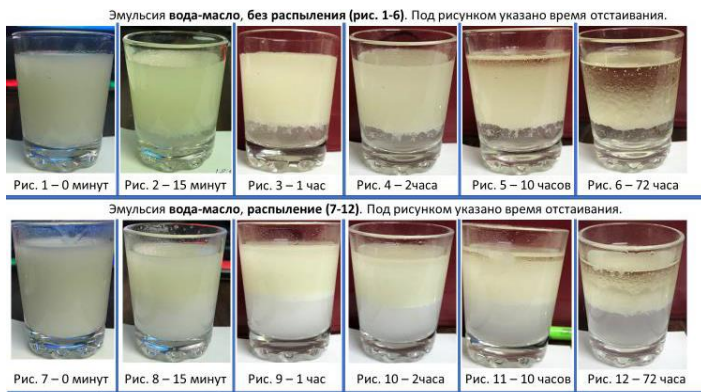 Эмульсия вода-масло, без распыления (рис. 1-6). Под рисунком указано время отстаивания.
Рис. 1 – 0 минут Рис. 2 – 15 минут Рис. 3 – 1 час Рис. 4 – 2часа Рис. 5 – 10 часов Рис. 6 – 72 часа
Эмульсия вода-масло, распыление (7-12). Под рисунком указано время отстаивания.
Рис. 7 – 0 минут Рис. 8 – 15 минут Рис. 9 – 1 час Рис. 10 – 2часа Рис. 11 – 10 часов Рис. 12 – 72 часа